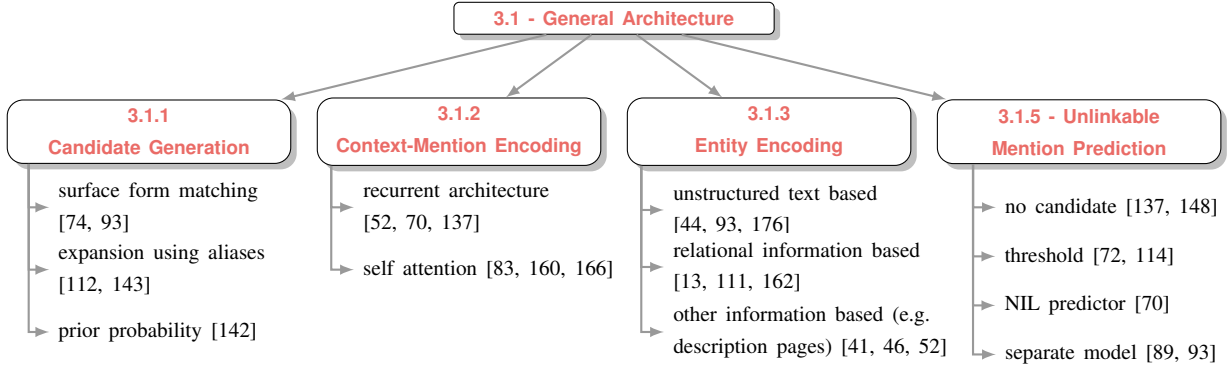 3.1 - General Architecture
3.1.1
Candidate Generation
surface form matching
[74, 93]
expansion using aliases
[112, 143]
prior probability [142]
3.1.2
Context-Mention Encoding
recurrent architecture
[52, 70, 137]
self attention [83, 160, 166]
3.1.3
Entity Encoding
unstructured text based
[44, 93, 176]
relational information based
[13, 111, 162]
other information based (e.g.
description pages) [41, 46, 52]
3.1.5 - Unlinkable
Mention Prediction
no candidate [137, 148]
threshold [72, 114]
NIL predictor [70]
separate model [89, 93]